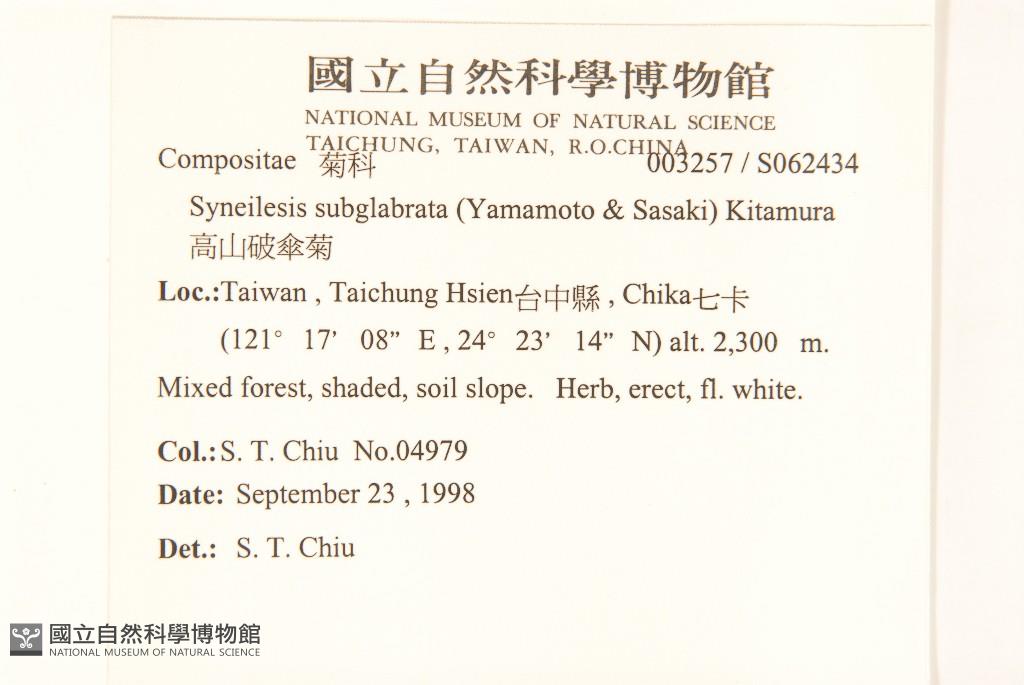 國立自然科學博物館
NATIONAL MUSEUM OF NATURAL SCIENCE
TAICHUNG, TAIWAN, R.O.CHINA
Compositae 菊科 003257 / S062434
Syneilesis subglabrata (Yamamoto & Sasaki) Kitamura
高山破傘菊
Loc.:Taiwan , Taichung Hsien台中縣 , Chika七卡
(121° 17’ 08” E , 24° 23’ 14” N) alt. 2,300 m.
Mixed forest, shaded, soil slope. Herb, erect, fl. white.
Col.: S. T. Chiu No.04979
Date: September 23 , 1998
Det.: S. T. Chiu
國立自然科學博物館
NATIONAL MUSEUM OF NATURAL SCIENCE